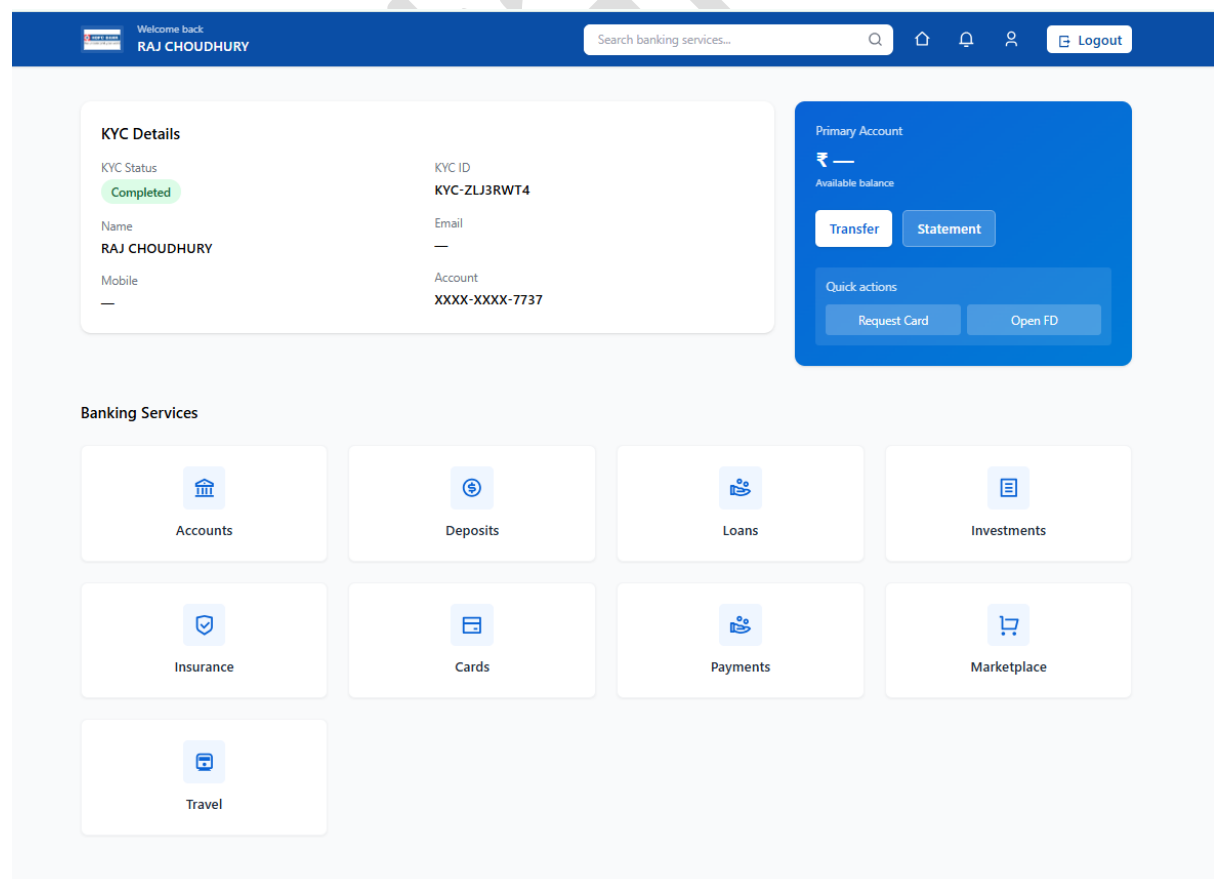 HDFC BANK
Welcome back
RAJ CHOUDHURY
Search banking services...
Logout
KYC Details
KYC Status
Completed
KYC ID
KYC-ZLJ3RWT4
Name
RAJ CHOUDHURY
Email
—
Mobile
—
Account
XXXX-XXXX-7737
Primary Account
₹ —
Available balance
Transfer
Statement
Quick actions
Request Card
Open FD
Banking Services
Accounts
Deposits
Loans
Investments
Insurance
Cards
Payments
Marketplace
Travel